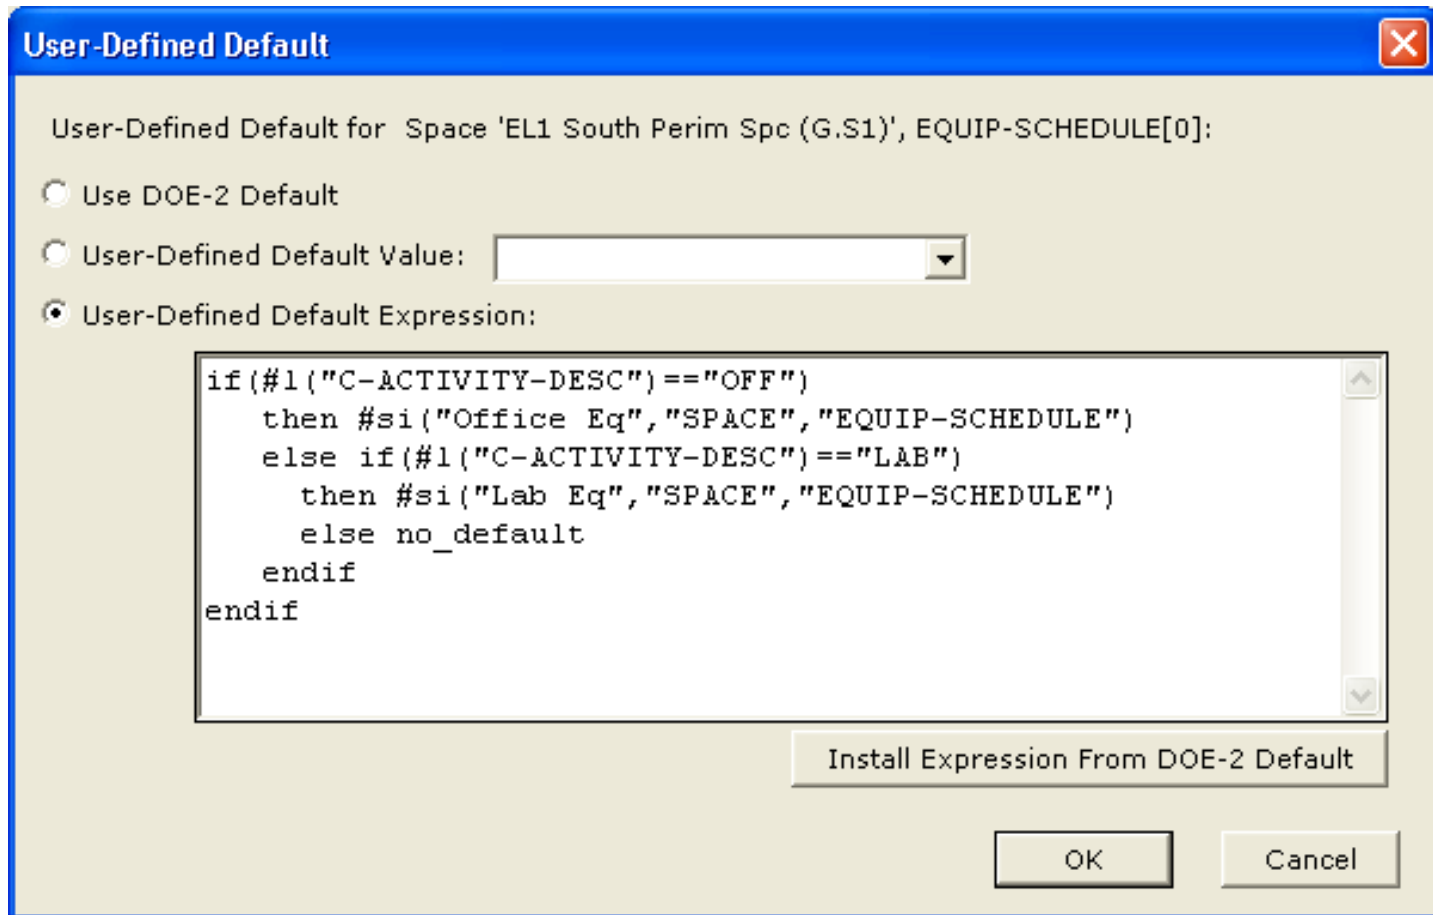 User-Defined Default
User-Defined Default for  Space 'EL1 South Perim Spc (G.S1)', EQUIP-SCHEDULE[0]:
Use DOE-2 Default
User-Defined Default Value:
User-Defined Default Expression:
if(#l("C-ACTIVITY-DESC")=="OFF")
   then #si("Office Eq","SPACE","EQUIP-SCHEDULE")
   else if(#l("C-ACTIVITY-DESC")=="LAB")
     then #si("Lab Eq","SPACE","EQUIP-SCHEDULE")
     else no_default
   endif
endif
Install Expression From DOE-2 Default
OK
Cancel